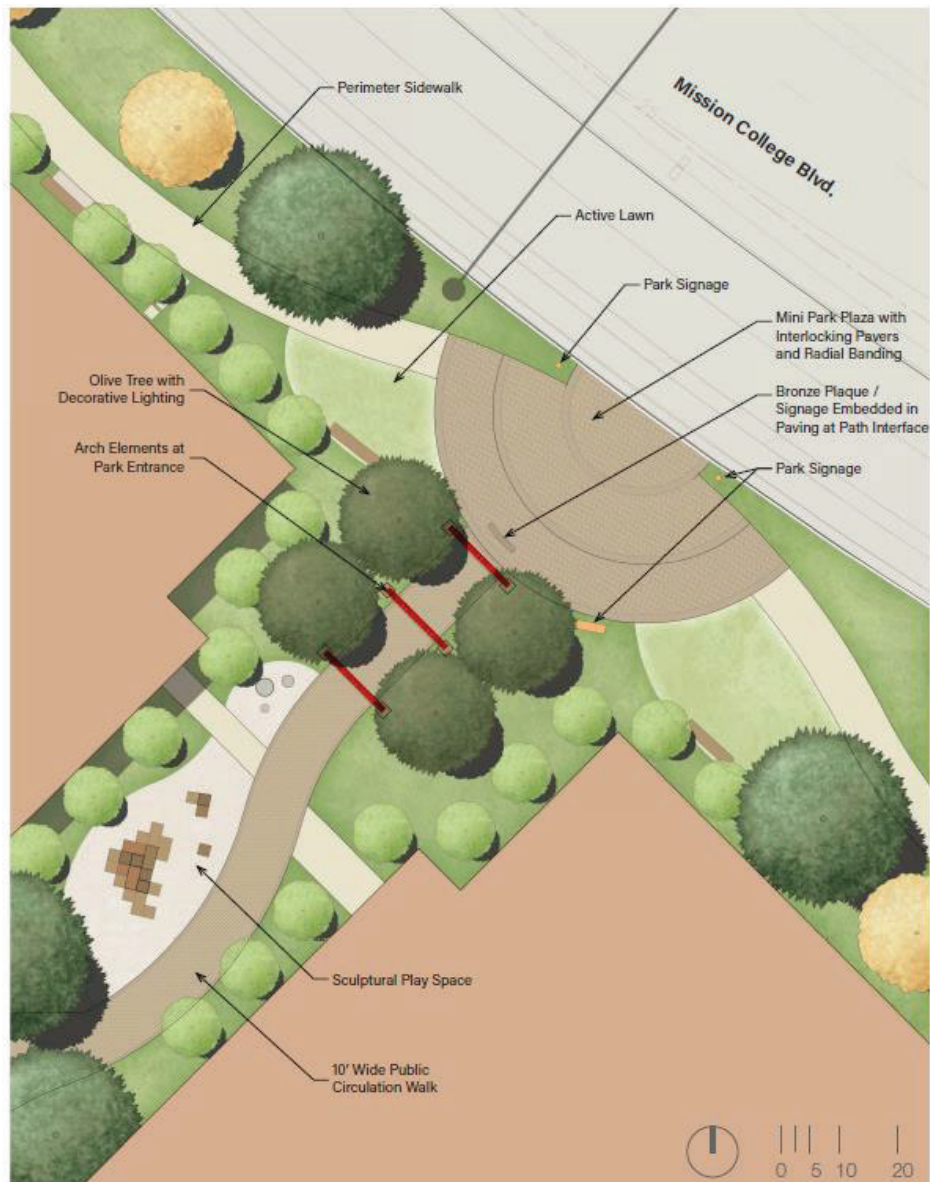 Perimeter Sidewalk
Mission College Blvd.
Active Lawn
Park Signage
Mini Park Plaza with
Interlocking Pavers
and Radial Banding
Olive Tree with
Decorative Lighting
Bronze Plaque /
Signage Embedded in
Paving at Path Interface
Arch Elements at
Park Entrance
Park Signage
Sculptural Play Space
10' Wide Public
Circulation Walk
0 5 10 20